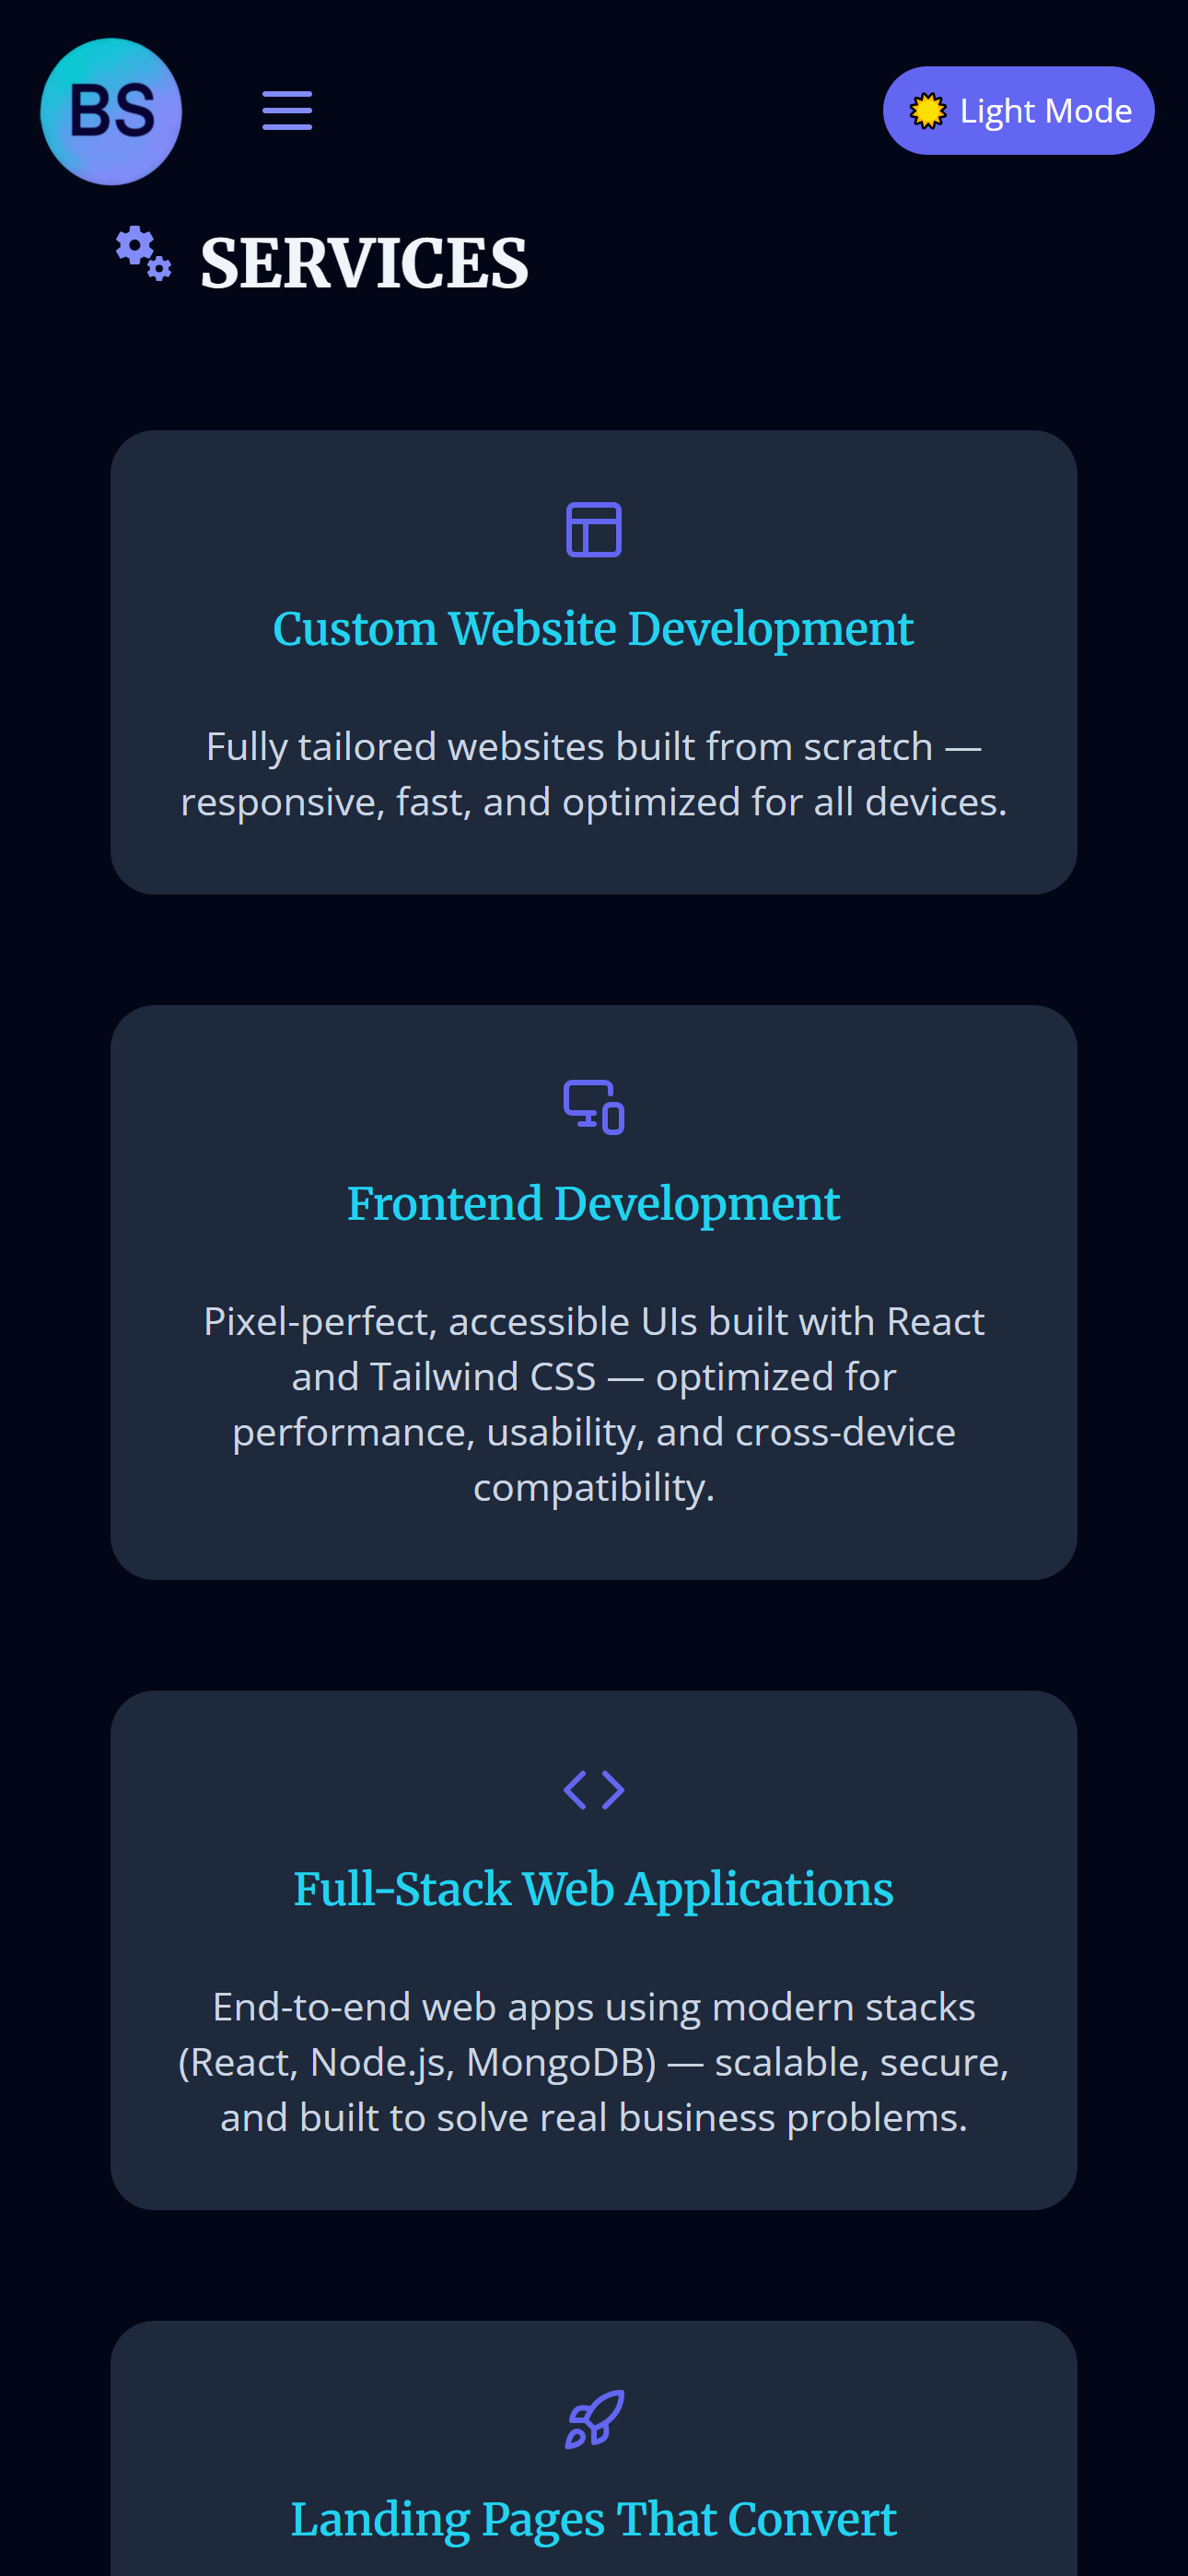 BS
Light Mode
SERVICES
Custom Website Development
Fully tailored websites built from scratch —
responsive, fast, and optimized for all devices.
Frontend Development
Pixel-perfect, accessible UIs built with React
and Tailwind CSS — optimized for
performance, usability, and cross-device
compatibility.
Full-Stack Web Applications
End-to-end web apps using modern stacks
(React, Node.js, MongoDB) — scalable, secure,
and built to solve real business problems.
Landing Pages That Convert